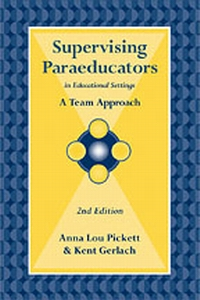 Supervising
Paraeducators
in Educational Settings
A Team Approach
2nd Edition
Anna Lou Pickett
& Kent Gerlach